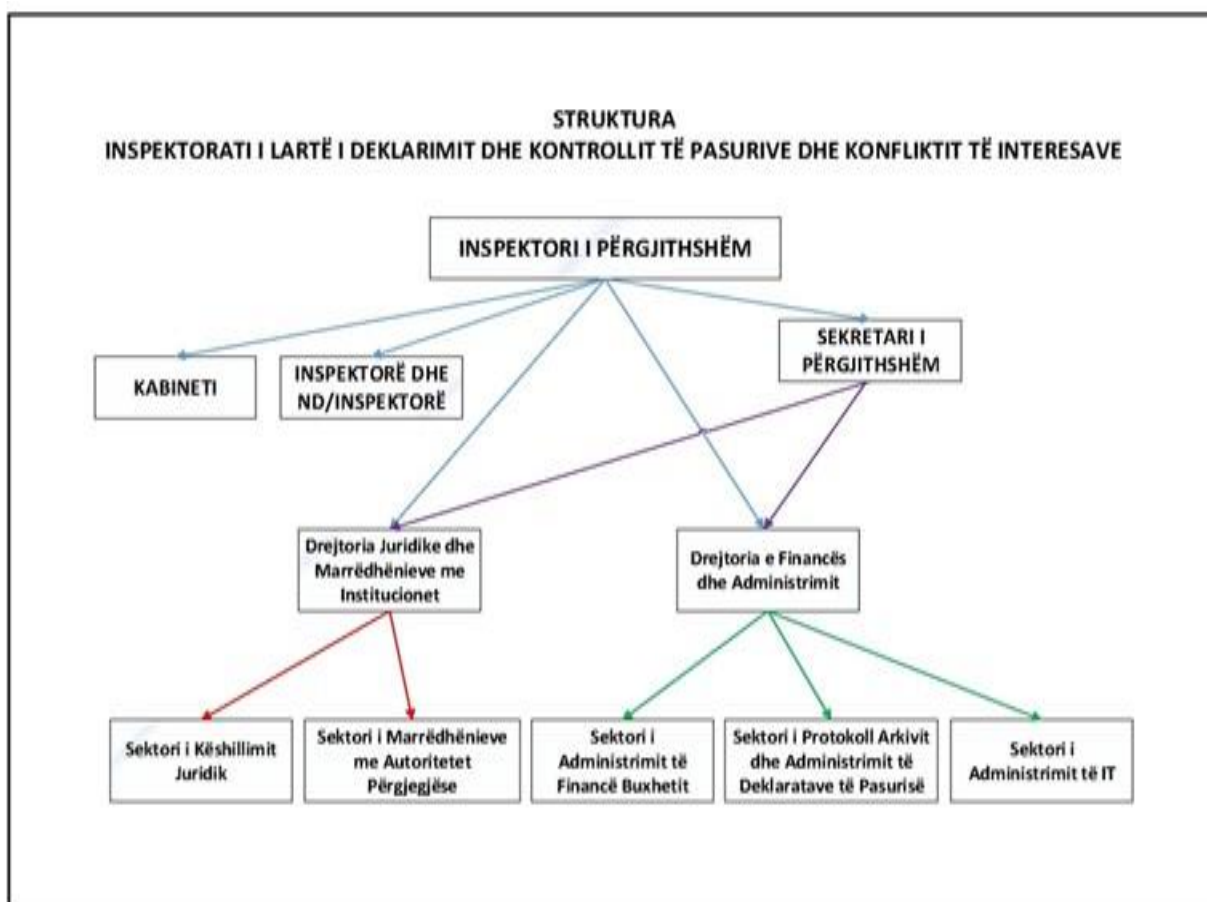 STRUKTURA
INSPEKTORATI I LARTË I DEKLARIMIT DHE KONTROLLIT TË PASURIVE DHE KONFLIKTIT TË INTERESAVE
INSPEKTORI I PËRGJITHSHËM
SEKRETARI I
PËRGJITHSHËM
KABINETI
INSPEKTORË DHE
ND/INSPEKTORË
Drejtoria Juridike dhe
Marrëdhënieve me
Institucionet
Drejtoria e Financës
dhe Administrimit
Sektori i Këshillimit
Juridik
Sektori i Marrëdhënieve
me Autoritetet
Përgjegjëse
Sektori i
Administrimit të
Financë Buxhetit
Sektori i Protokoll Arkivit
dhe Administrimit të
Deklaratave të Pasurisë
Sektori i
Administrimit të IT